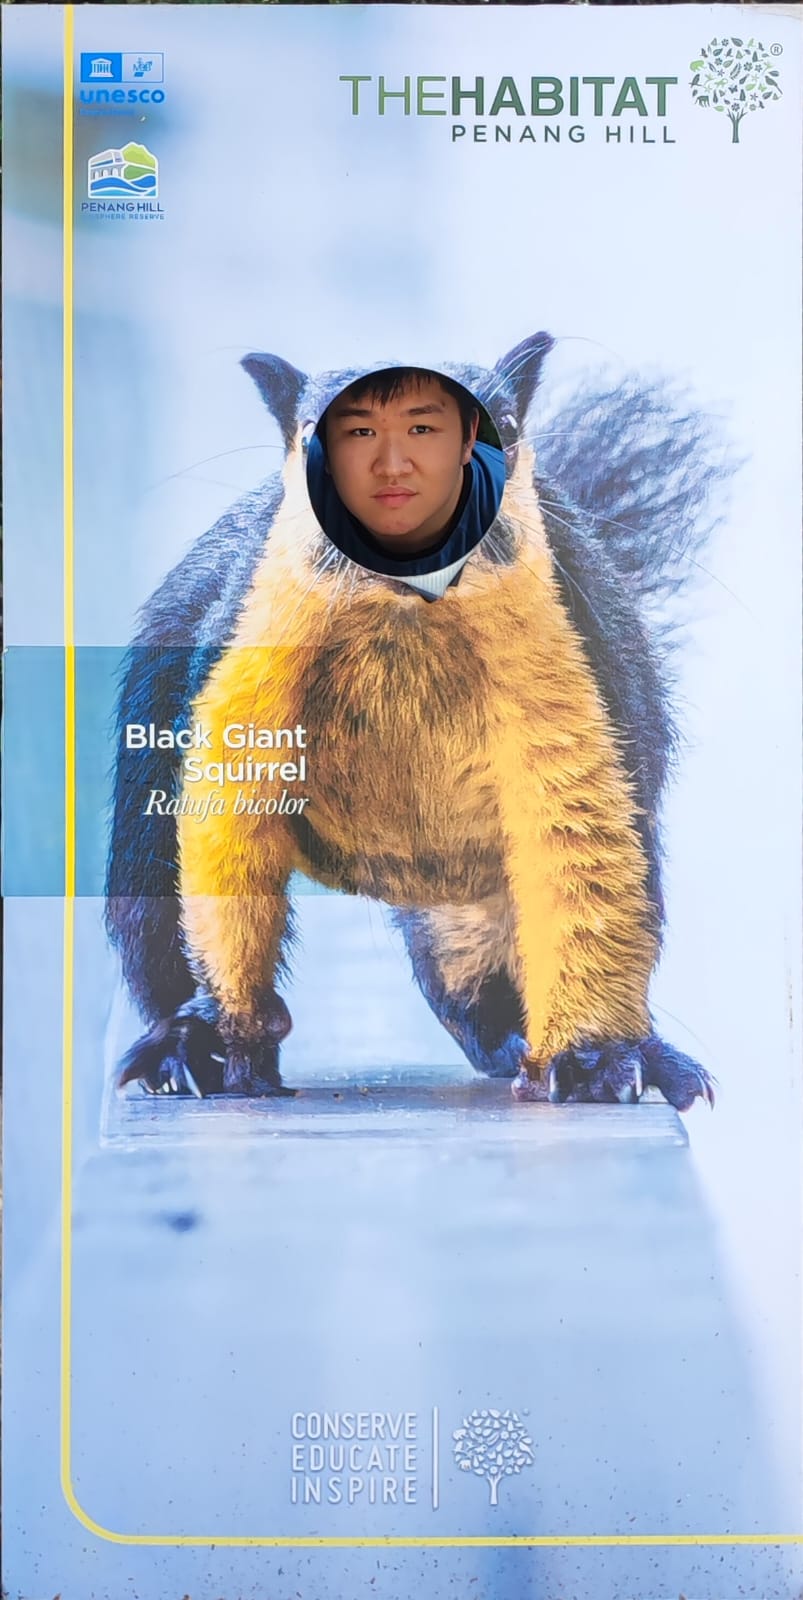 unesco
THEHABITAT
PENANG HILL
®
PENANG HILL
BIOSPHERE RESERVE
Black Giant
Squirrel
Ratufa bicolor
CONSERVE
EDUCATE
INSPIRE